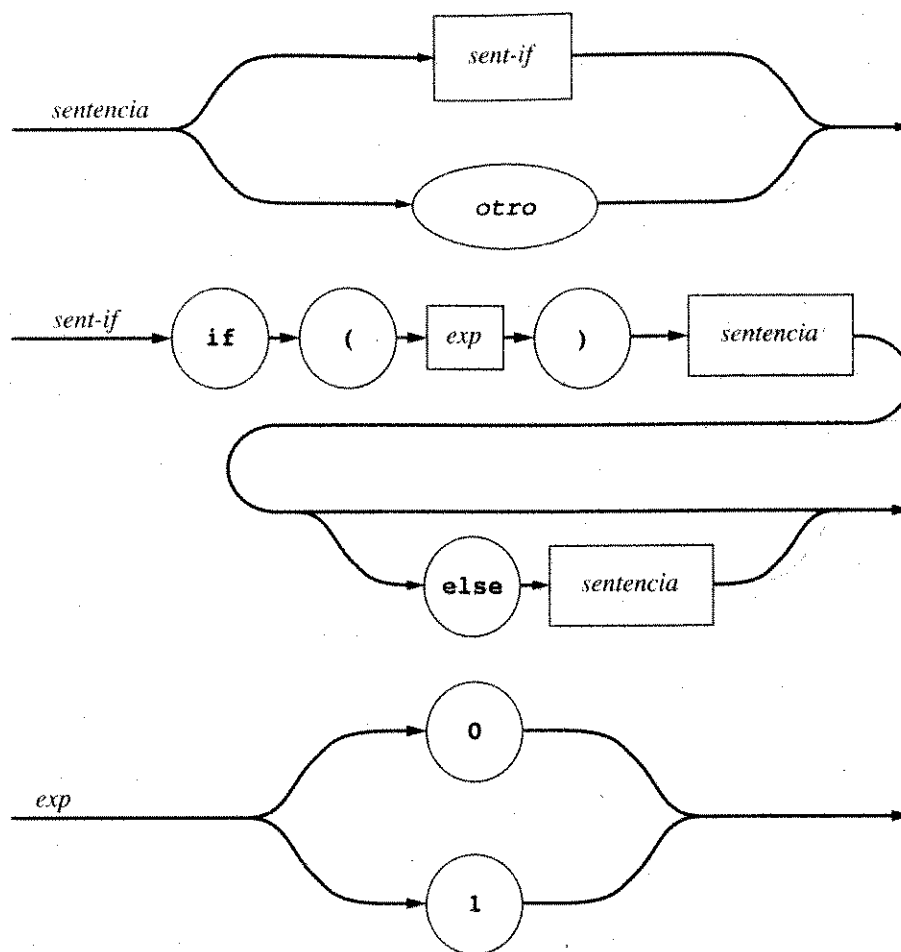 sent-if
sentencia
otro
sent-if
if ( exp ) sentencia
else sentencia
0
exp
1